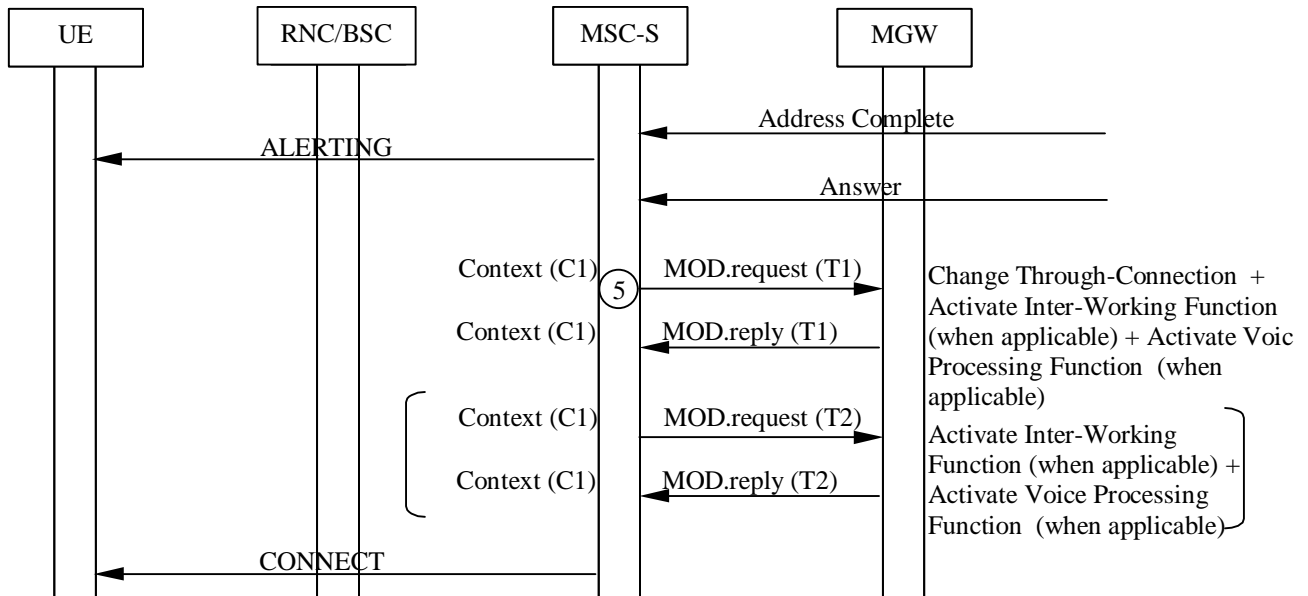 UE
RNC/BSC
MSC-S
MGW
Address Complete
ALERTING
Answer
Context (C1)
5
MOD.request (T1)
Change Through-Connection +
Activate Inter-Working Function
(when applicable) + Activate Voic
Processing Function (when
applicable)
Context (C1)
MOD.reply (T1)
Context (C1)
MOD.request (T2)
Activate Inter-Working
Function (when applicable) +
Activate Voice Processing
Function (when applicable)
Context (C1)
MOD.reply (T2)
CONNECT